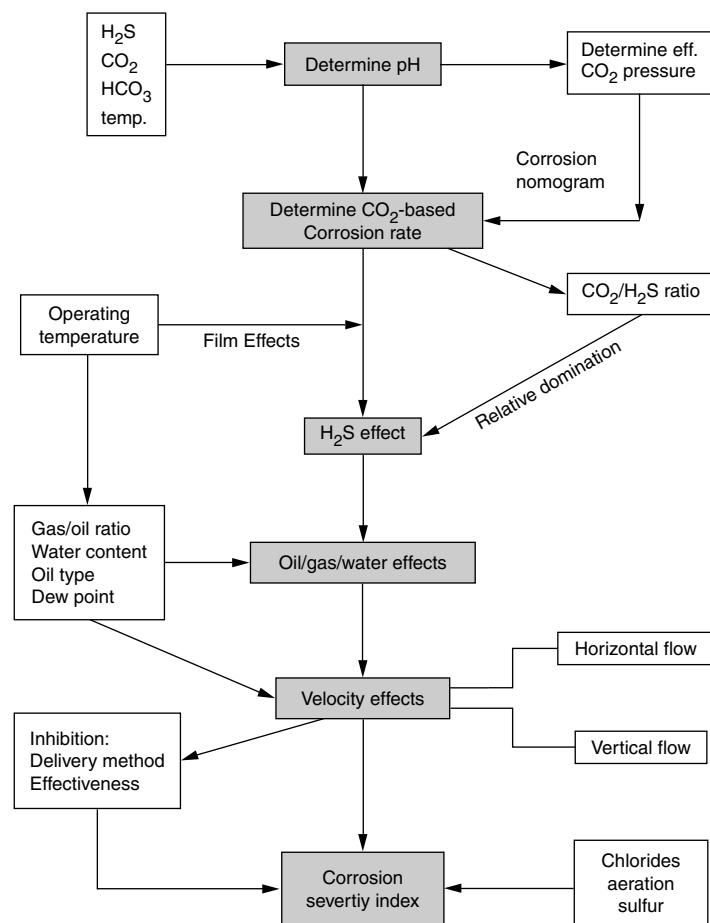 H₂S
CO₂
HCO₃
temp.
Determine pH
Determine eff.
CO₂ pressure
Corrosion
nomogram
Determine CO₂-based
Corrosion rate
CO₂/H₂S ratio
Operating
temperature
Film Effects
Relative domination
H₂S effect
Gas/oil ratio
Water content
Oil type
Dew point
Oil/gas/water effects
Horizontal flow
Velocity effects
Vertical flow
Inhibition:
Delivery method
Effectiveness
Corrosion
severtiy index
Chlorides
aeration
sulfur